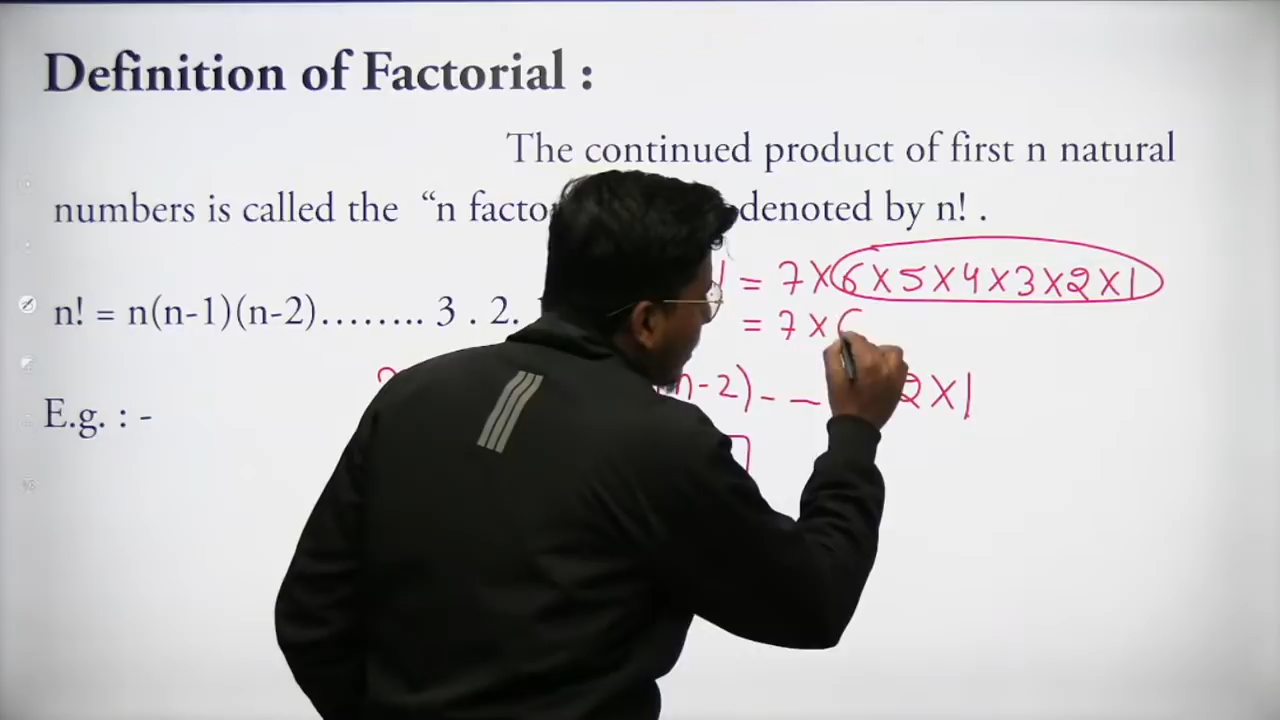 Definition of Factorial :
The continued product of first n natural
numbers is called the “n facto denoted by n! .
= 7×6×5×4×3×2×1
n! = n(n-1)(n-2)…….. 3 . 2.
= 7×6
n-2)- – 2×1
E.g. : -